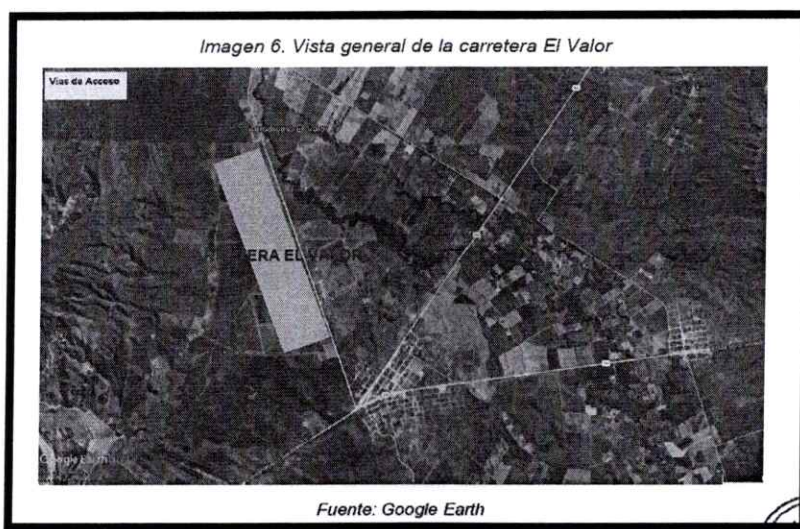 Imagen 6. Vista general de la carretera El Valor
Vías de Acceso
ERA EL VALOR
Google Earth
Fuente: Google Earth